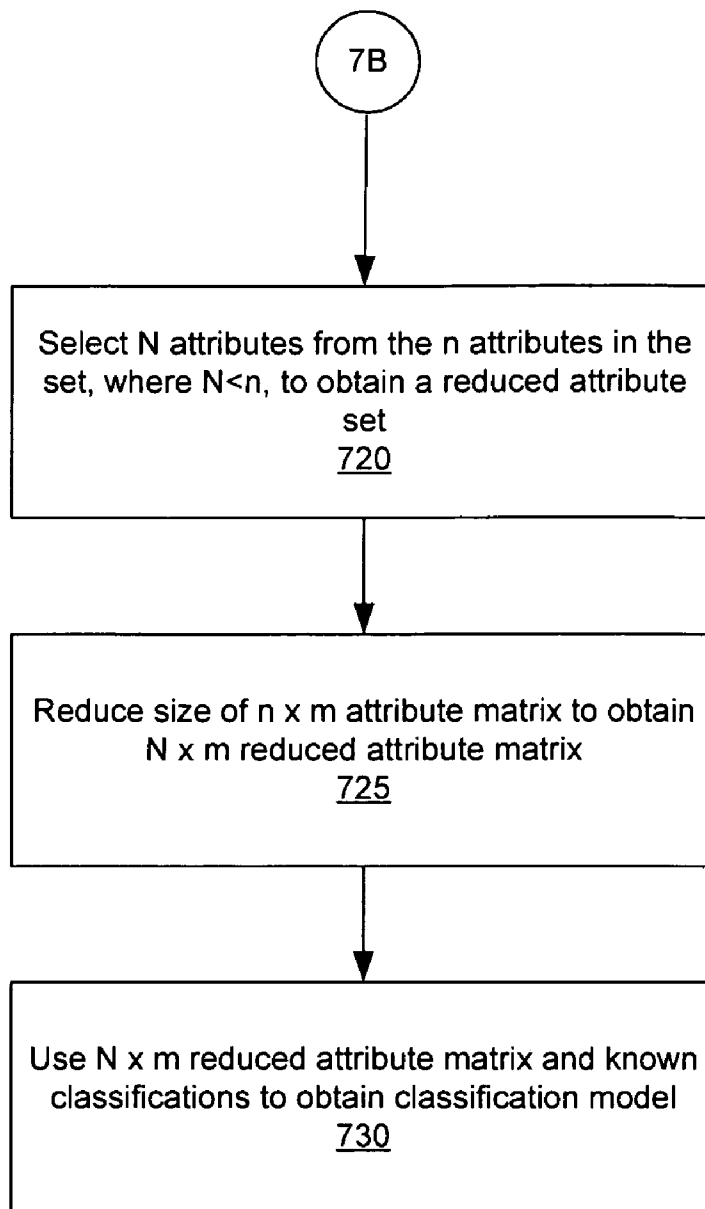 7B
Select N attributes from the n attributes in the
set, where N<n, to obtain a reduced attribute
set
720
Reduce size of n x m attribute matrix to obtain
N x m reduced attribute matrix
725
Use N x m reduced attribute matrix and known
classifications to obtain classification model
730